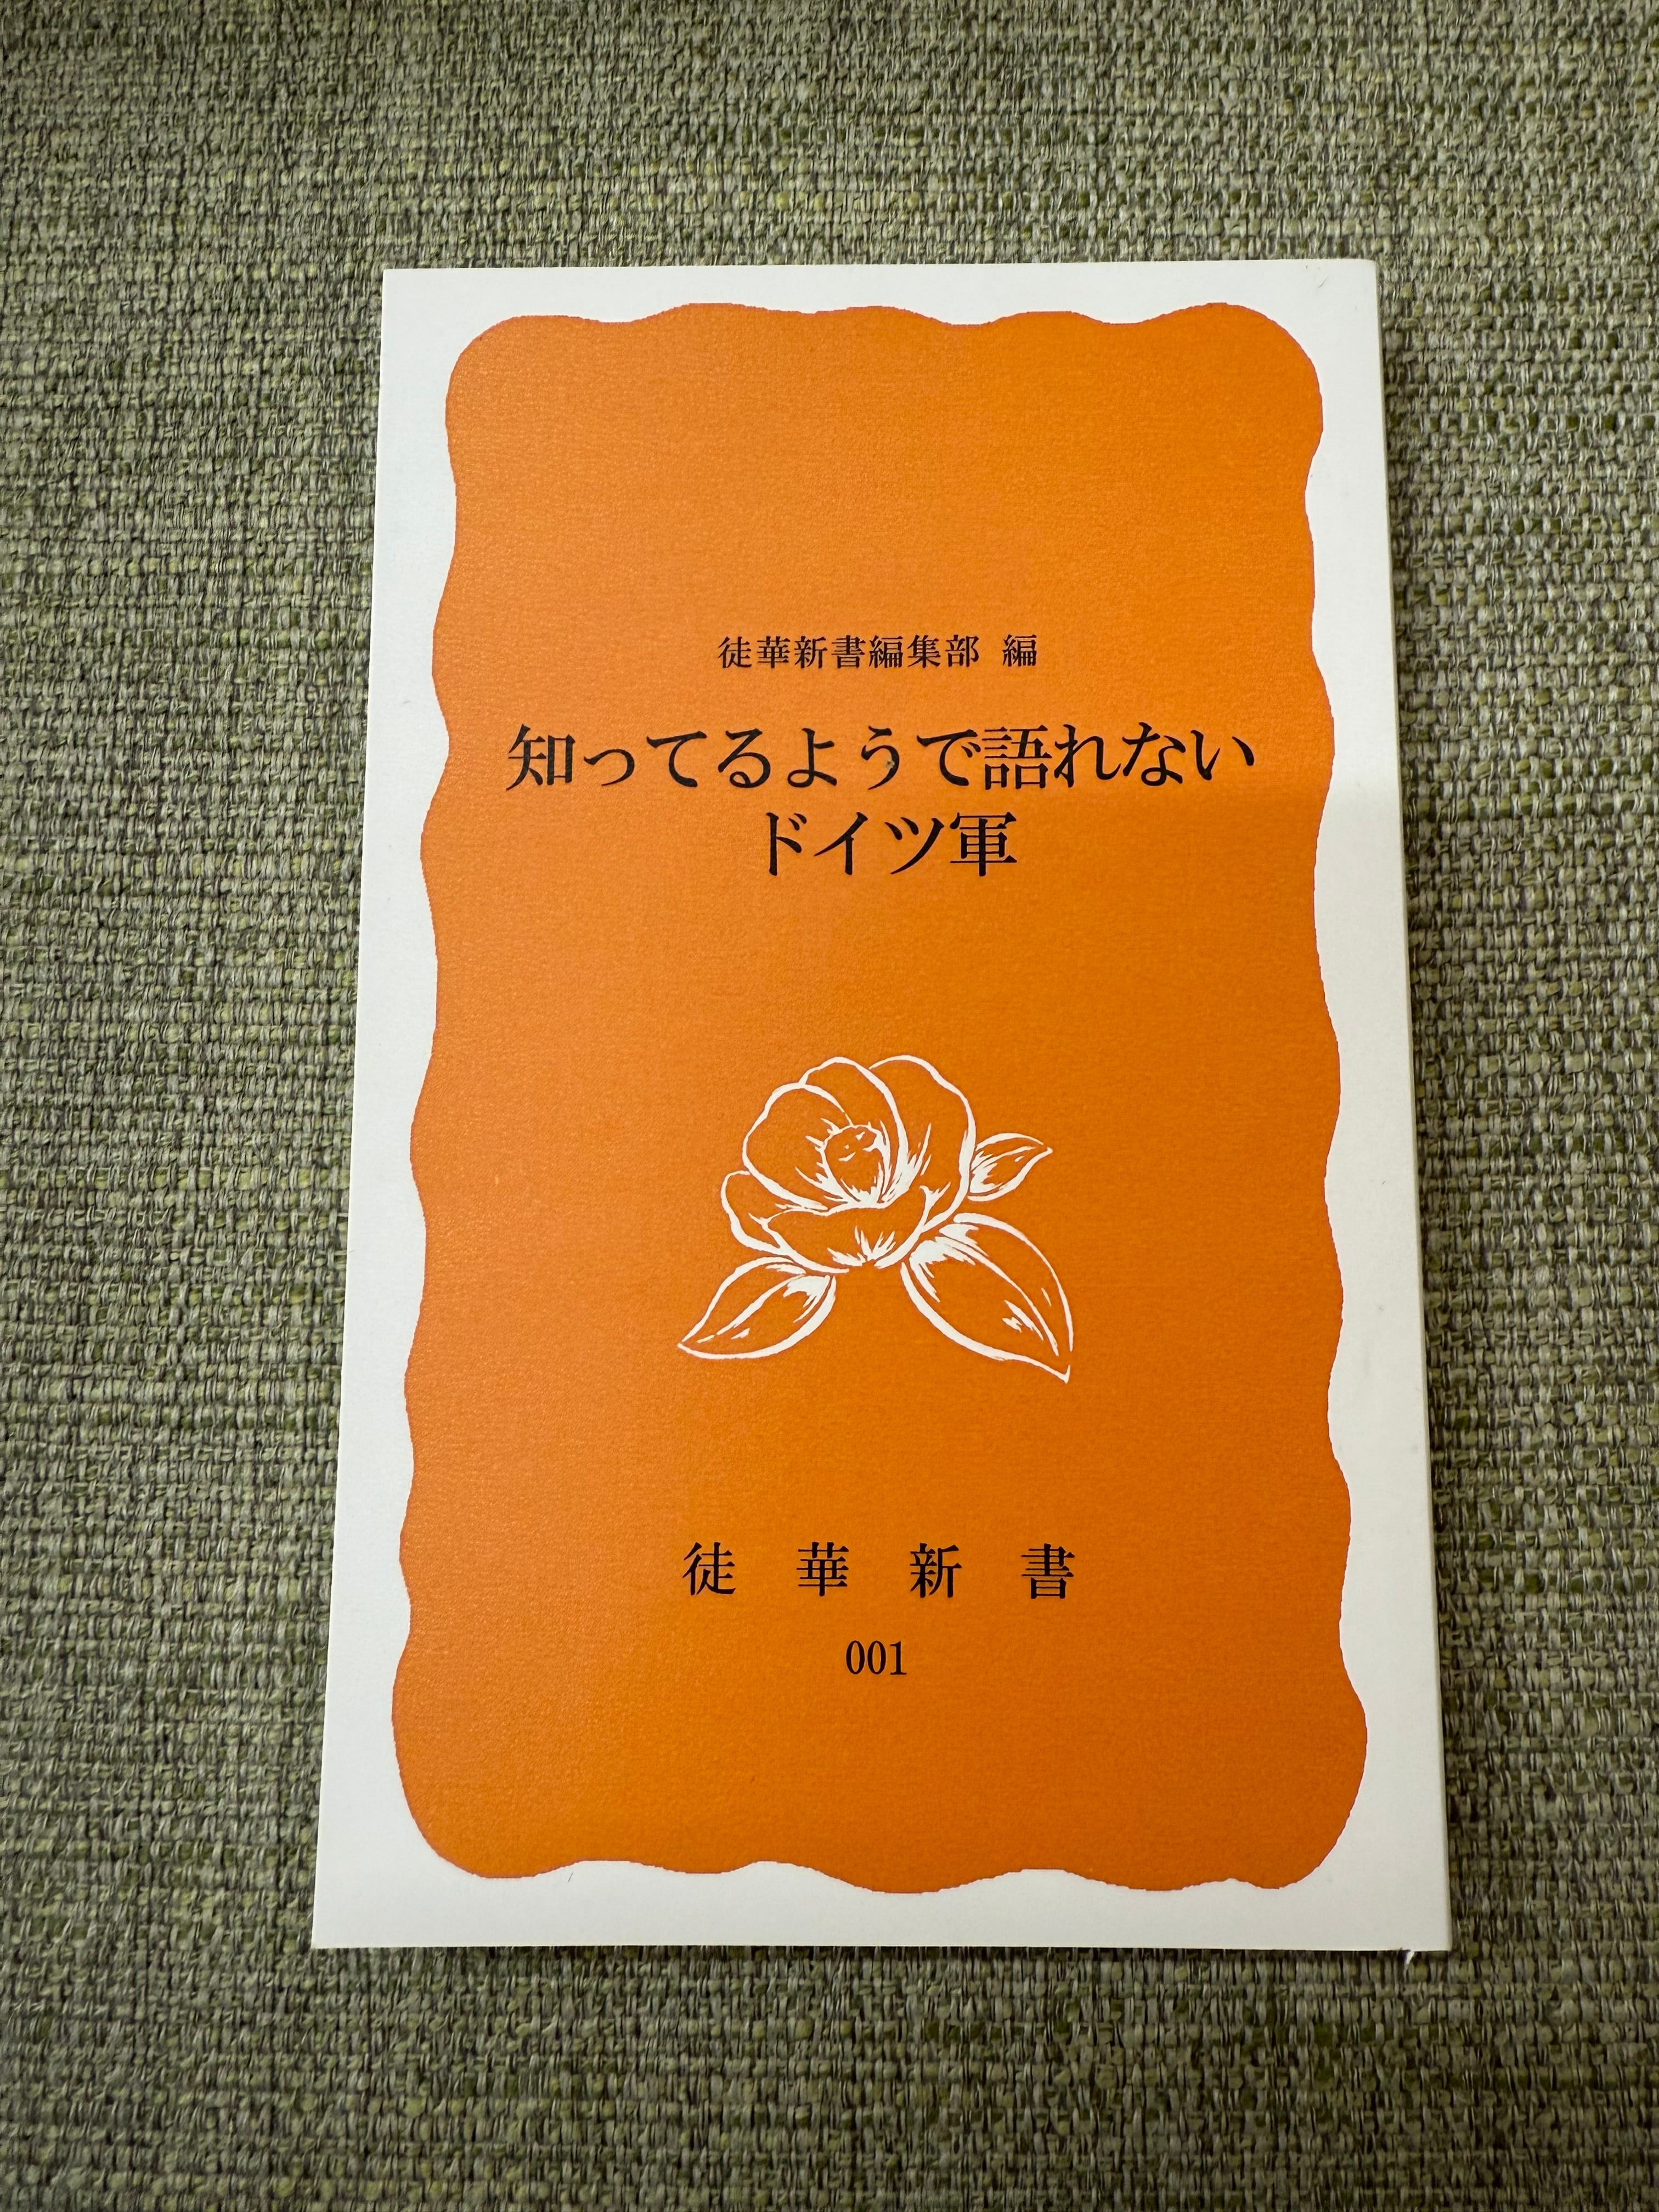 徒華新書編集部 編
知ってるようで語れない
ドイツ軍
徒華新書
001